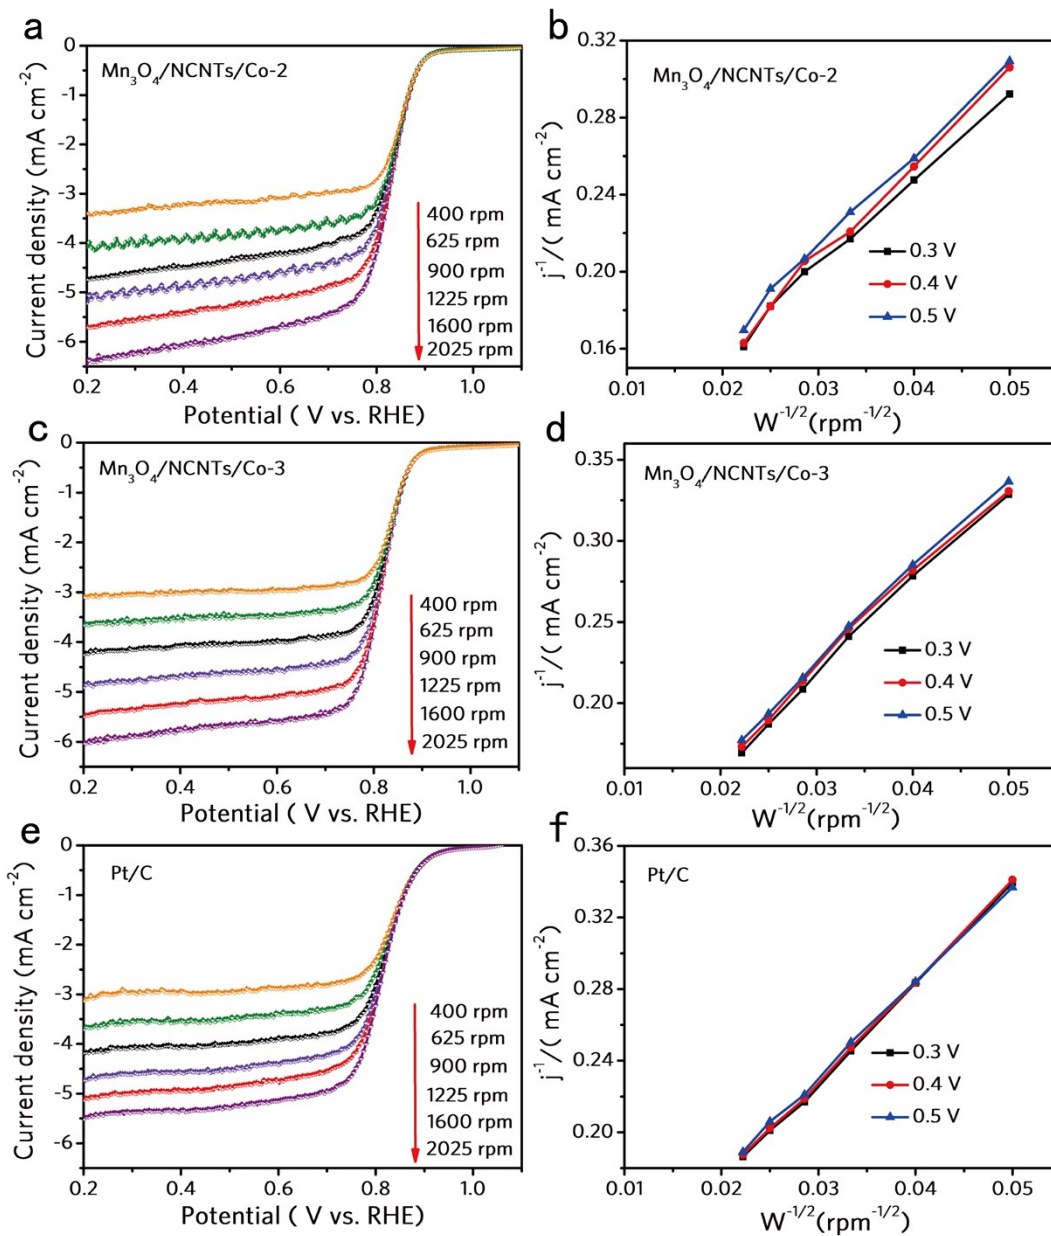 a
Mn₃O₄/NCNTs/Co-2
Current density (mA cm⁻²)
0
-1
-2
-3
-4
-5
-6
400 rpm
625 rpm
900 rpm
1225 rpm
1600 rpm
2025 rpm
0.2 0.4 0.6 0.8 1.0
Potential ( V vs. RHE)
b
Mn₃O₄/NCNTs/Co-2
j⁻¹/( mA cm⁻²)
0.32
0.28
0.24
0.20
0.16
0.3 V
0.4 V
0.5 V
0.01 0.02 0.03 0.04 0.05
W⁻¹/²(rpm⁻¹/²)
c
Mn₃O₄/NCNTs/Co-3
Current density (mA cm⁻²)
0
-1
-2
-3
-4
-5
-6
400 rpm
625 rpm
900 rpm
1225 rpm
1600 rpm
2025 rpm
0.2 0.4 0.6 0.8 1.0
Potential ( V vs. RHE)
d
Mn₃O₄/NCNTs/Co-3
j⁻¹/( mA cm⁻²)
0.35
0.30
0.25
0.20
0.3 V
0.4 V
0.5 V
0.01 0.02 0.03 0.04 0.05
W⁻¹/²(rpm⁻¹/²)
e
Pt/C
Current density (mA cm⁻²)
0
-1
-2
-3
-4
-5
-6
400 rpm
625 rpm
900 rpm
1225 rpm
1600 rpm
2025 rpm
0.2 0.4 0.6 0.8 1.0
Potential ( V vs. RHE)
f
Pt/C
j⁻¹/( mA cm⁻²)
0.36
0.32
0.28
0.24
0.20
0.3 V
0.4 V
0.5 V
0.01 0.02 0.03 0.04 0.05
W⁻¹/²(rpm⁻¹/²)